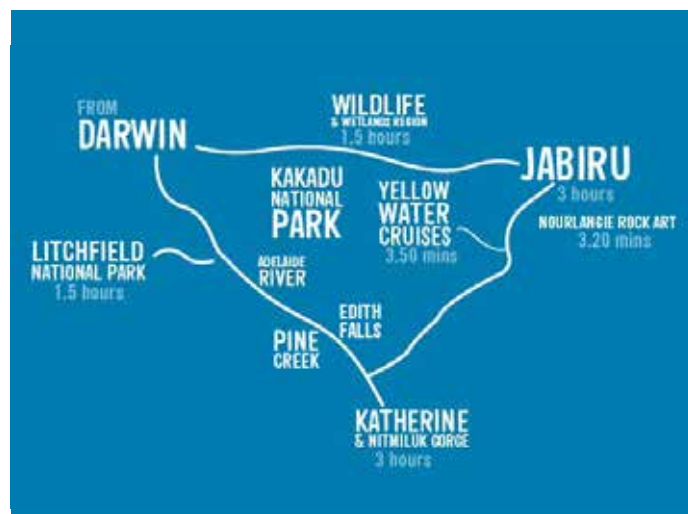 FROM
DARWIN
WILDLIFE
& WETLANDS REGION
1.5 hours
JABIRU
3 hours
KAKADU
NATIONAL
PARK
YELLOW
WATER
CRUISES
3.50 mins
NOURLANGIE ROCK ART
3.20 mins
LITCHFIELD
NATIONAL PARK
1.5 hours
ADELAIDE
RIVER
EDITH
FALLS
PINE
CREEK
KATHERINE
& NITMILUK GORGE
3 hours